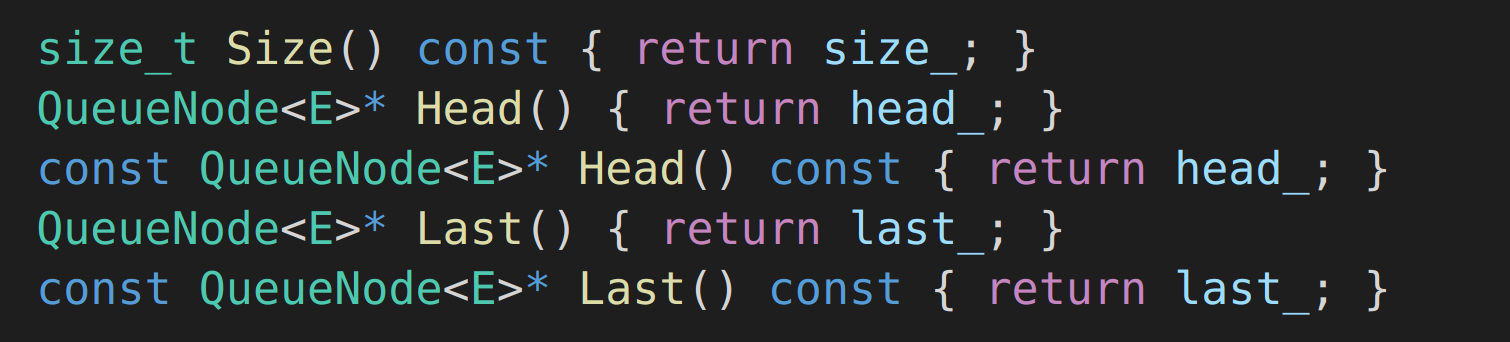 size_t Size() const { return size_; }
QueueNode<E>* Head() { return head_; }
const QueueNode<E>* Head() const { return head_; }
QueueNode<E>* Last() { return last_; }
const QueueNode<E>* Last() const { return last_; }